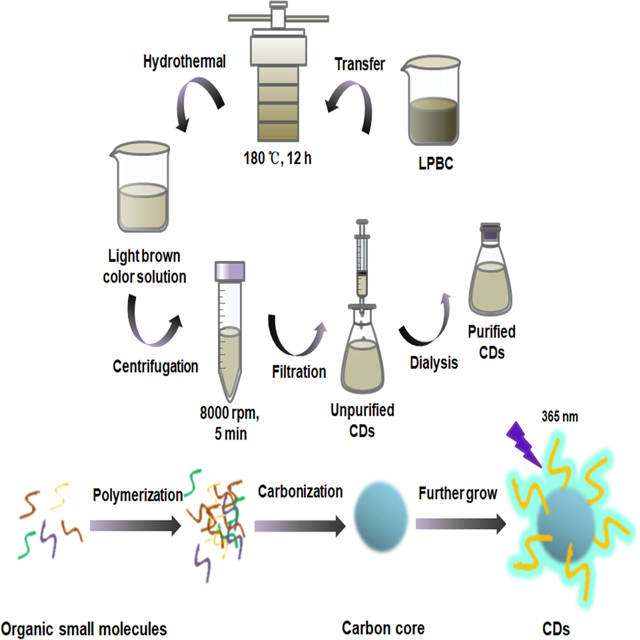 Hydrothermal
Transfer
180 ℃, 12 h
LPBC
Light brown
color solution
Centrifugation
8000 rpm,
5 min
Filtration
Unpurified
CDs
Dialysis
Purified
CDs
365 nm
Polymerization
Carbonization
Further grow
Organic small molecules
Carbon core
CDs